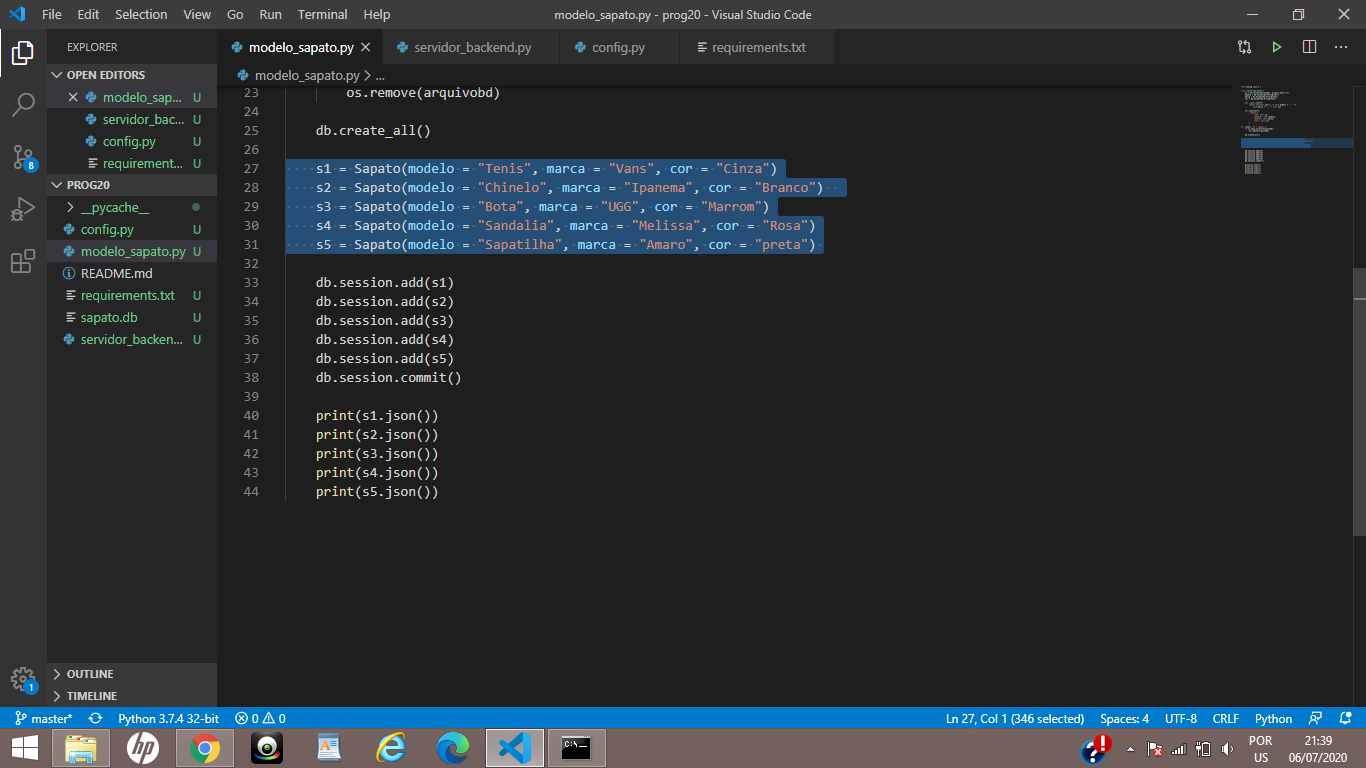 File Edit Selection View Go Run Terminal Help
modelo_sapato.py - prog20 - Visual Studio Code
EXPLORER
OPEN EDITORS
modelo_sap... U
servidor_bac... U
config.py U
requirement... U
PROG20
__pycache__
config.py U
modelo_sapato.py U
README.md
requirements.txt U
sapato.db U
servidor_backen... U
OUTLINE
TIMELINE
8
1
modelo_sapato.py
servidor_backend.py
config.py
requirements.txt
modelo_sapato.py > ...
23 os.remove(arquivobd)
24
25 db.create_all()
26
27 s1 = Sapato(modelo = "Tenis", marca = "Vans", cor = "Cinza")
28 s2 = Sapato(modelo = "Chinelo", marca = "Ipanema", cor = "Branco")
29 s3 = Sapato(modelo = "Bota", marca = "UGG", cor = "Marrom")
30 s4 = Sapato(modelo = "Sandalia", marca = "Melissa", cor = "Rosa")
31 s5 = Sapato(modelo = "Sapatilha", marca = "Amaro", cor = "preta")
32
33 db.session.add(s1)
34 db.session.add(s2)
35 db.session.add(s3)
36 db.session.add(s4)
37 db.session.add(s5)
38 db.session.commit()
39
40 print(s1.json())
41 print(s2.json())
42 print(s3.json())
43 print(s4.json())
44 print(s5.json())
master* Python 3.7.4 32-bit 0 0
Ln 27, Col 1 (346 selected) Spaces: 4 UTF-8 CRLF Python
hp
C:\
POR
US
21:39
06/07/2020